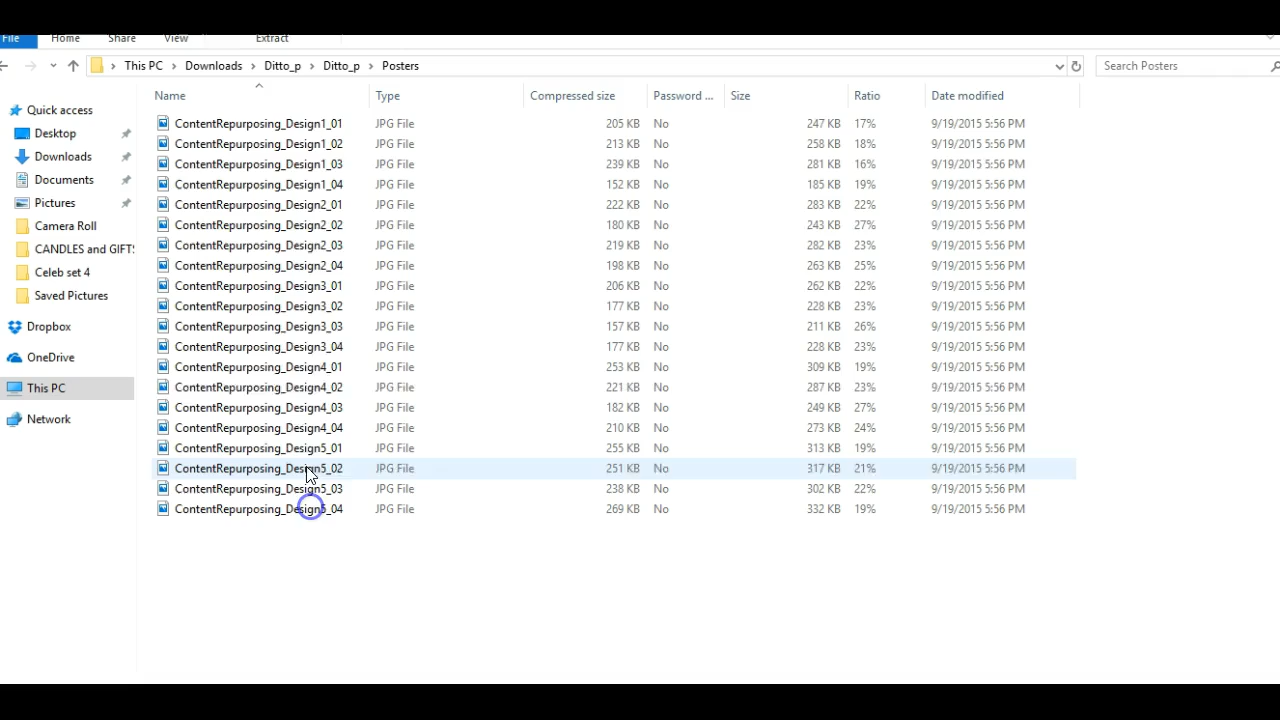 File Home Share View Extract
This PC Downloads Ditto_p Ditto_p Posters Search Posters
Name Type Compressed size Password ... Size Ratio Date modified
Quick access
Desktop
Downloads
Documents
Pictures
Camera Roll
CANDLES and GIFTS
Celeb set 4
Saved Pictures
Dropbox
OneDrive
This PC
Network
ContentRepurposing_Design1_01 JPG File 205 KB No 247 KB 17% 9/19/2015 5:56 PM
ContentRepurposing_Design1_02 JPG File 213 KB No 258 KB 18% 9/19/2015 5:56 PM
ContentRepurposing_Design1_03 JPG File 239 KB No 281 KB 16% 9/19/2015 5:56 PM
ContentRepurposing_Design1_04 JPG File 152 KB No 185 KB 19% 9/19/2015 5:56 PM
ContentRepurposing_Design2_01 JPG File 222 KB No 283 KB 22% 9/19/2015 5:56 PM
ContentRepurposing_Design2_02 JPG File 180 KB No 243 KB 27% 9/19/2015 5:56 PM
ContentRepurposing_Design2_03 JPG File 219 KB No 282 KB 23% 9/19/2015 5:56 PM
ContentRepurposing_Design2_04 JPG File 198 KB No 263 KB 25% 9/19/2015 5:56 PM
ContentRepurposing_Design3_01 JPG File 206 KB No 262 KB 22% 9/19/2015 5:56 PM
ContentRepurposing_Design3_02 JPG File 177 KB No 228 KB 23% 9/19/2015 5:56 PM
ContentRepurposing_Design3_03 JPG File 157 KB No 211 KB 26% 9/19/2015 5:56 PM
ContentRepurposing_Design3_04 JPG File 177 KB No 228 KB 23% 9/19/2015 5:56 PM
ContentRepurposing_Design4_01 JPG File 253 KB No 309 KB 19% 9/19/2015 5:56 PM
ContentRepurposing_Design4_02 JPG File 221 KB No 287 KB 23% 9/19/2015 5:56 PM
ContentRepurposing_Design4_03 JPG File 182 KB No 249 KB 27% 9/19/2015 5:56 PM
ContentRepurposing_Design4_04 JPG File 210 KB No 273 KB 24% 9/19/2015 5:56 PM
ContentRepurposing_Design5_01 JPG File 255 KB No 313 KB 19% 9/19/2015 5:56 PM
ContentRepurposing_Design5_02 JPG File 251 KB No 317 KB 21% 9/19/2015 5:56 PM
ContentRepurposing_Design5_03 JPG File 238 KB No 302 KB 22% 9/19/2015 5:56 PM
ContentRepurposing_Design5_04 JPG File 269 KB No 332 KB 19% 9/19/2015 5:56 PM